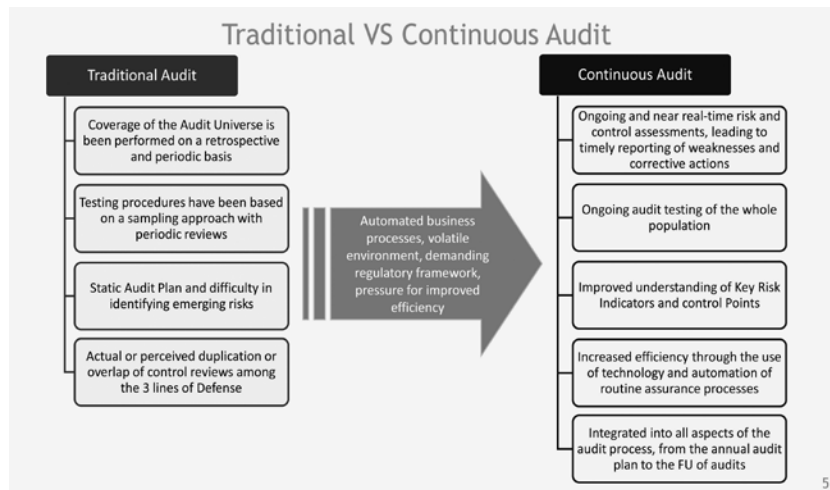 Traditional VS Continuous Audit
Traditional Audit
Coverage of the Audit Universe is
been performed on a retrospective
and periodic basis
Testing procedures have been based
on a sampling approach with
periodic reviews
Static Audit Plan and difficulty in
identifying emerging risks
Actual or perceived duplication or
overlap of control reviews among
the 3 lines of Defense
Automated business
processes, volatile
environment, demanding
regulatory framework,
pressure for improved
efficiency
Continuous Audit
Ongoing and near real-time risk and
control assessments, leading to
timely reporting of weaknesses and
corrective actions
Ongoing audit testing of the whole
population
Improved understanding of Key Risk
Indicators and control Points
Increased efficiency through the use
of technology and automation of
routine assurance processes
Integrated into all aspects of the
audit process, from the annual audit
plan to the FU of audits
5